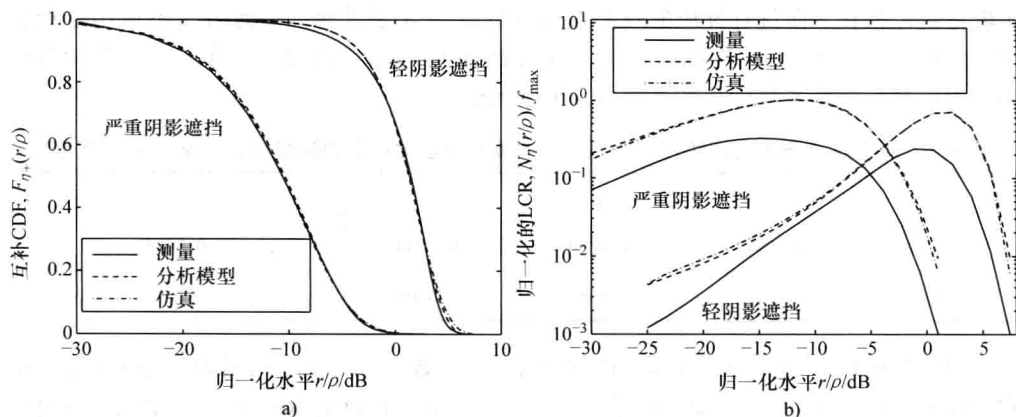 互补CDF, F_{η+}(r/ρ)
1
0.8
0.6
0.4
0.2
0
轻阴影遮挡
严重阴影遮挡
测量
分析模型
仿真
−30 −20 −10 0 10
归一化水平r/ρ/dB
a)
归一化的LCR, N_η(r/ρ)/f_max
10^1
10^0
10^{-1}
10^{-2}
10^{-3}
测量
分析模型
仿真
严重阴影遮挡
轻阴影遮挡
−30 −25 −20 −15 −10 −5 0 5
归一化水平r/ρ/dB
b)